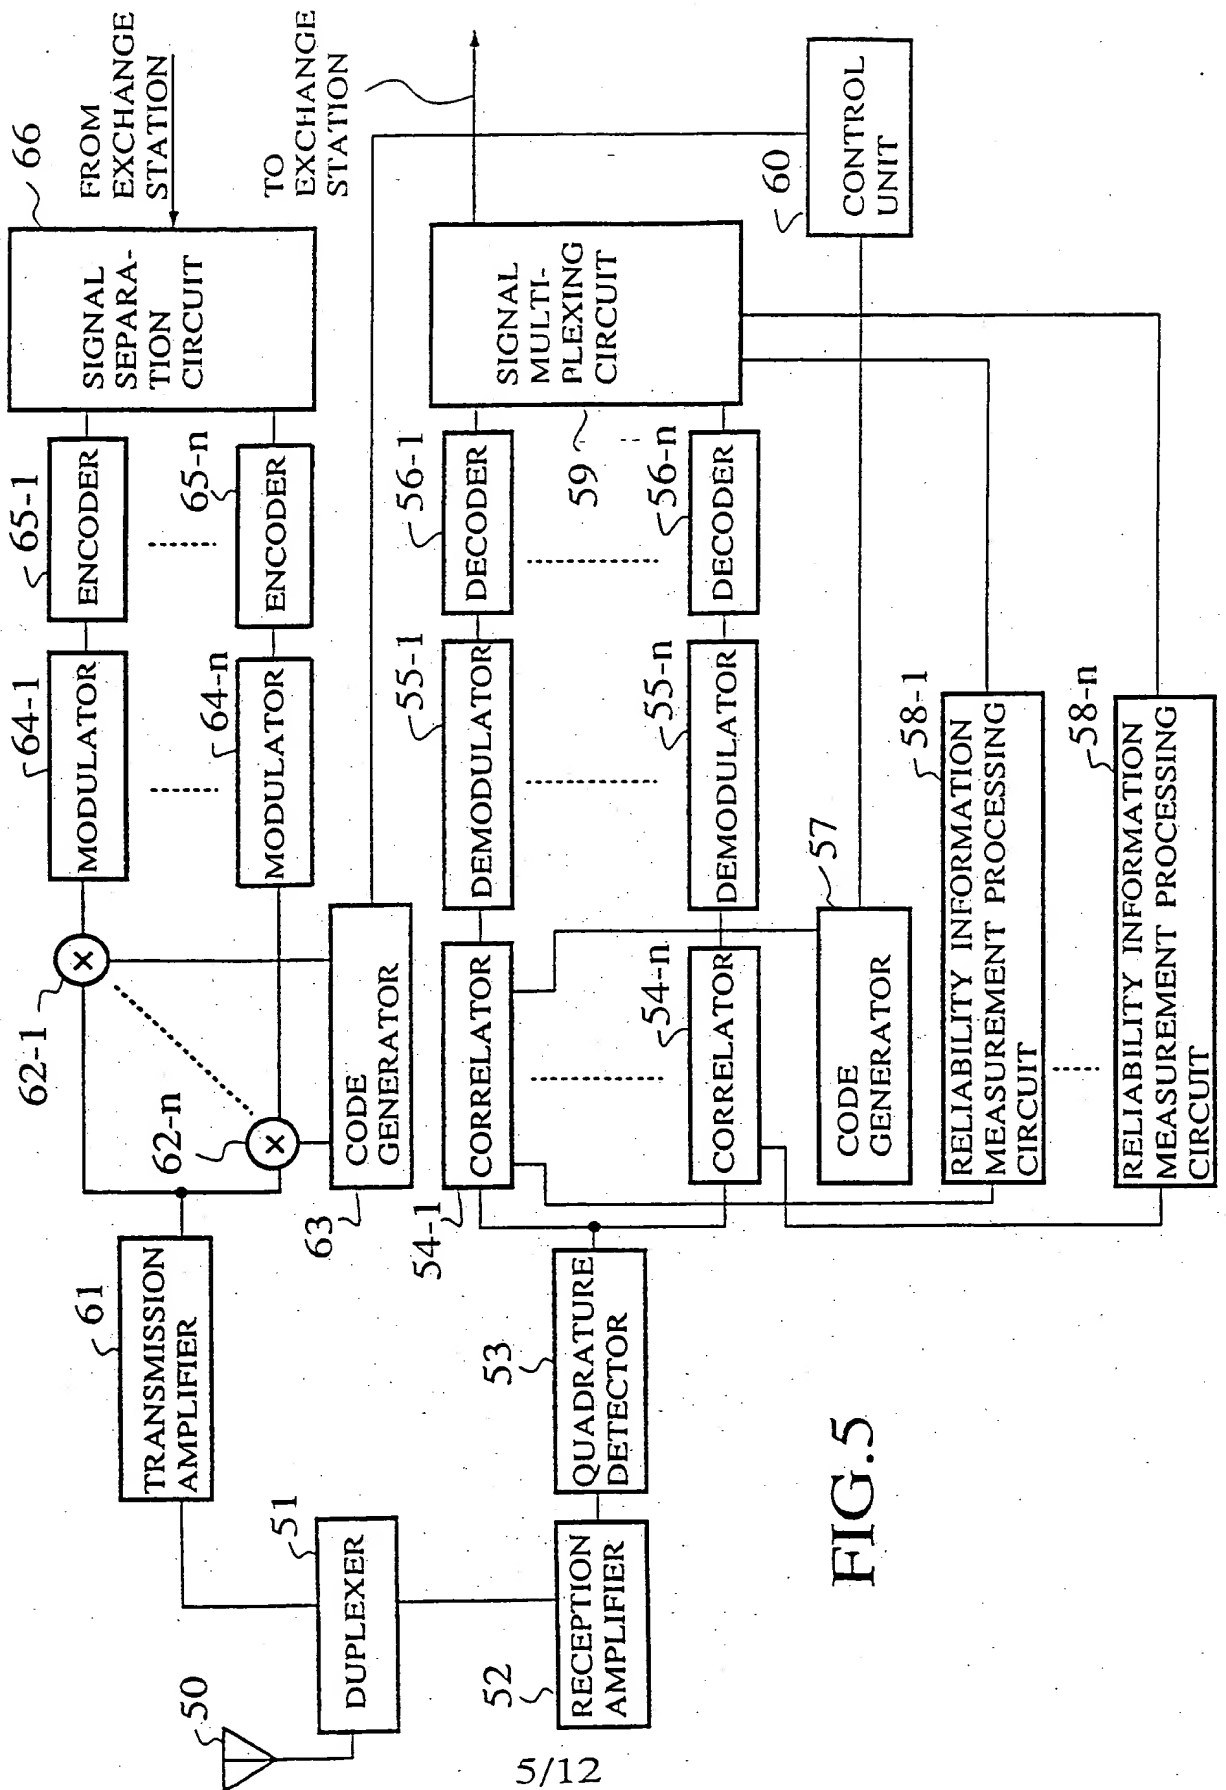 50
51
DUPLEXER
61
TRANSMISSION
AMPLIFIER
52
RECEPTION
AMPLIFIER
53
QUADRATURE
DETECTOR
62-1
×
62-n
×
63
CODE
GENERATOR
64-1
MODULATOR
64-n
MODULATOR
65-1
ENCODER
65-n
ENCODER
66
SIGNAL
SEPARA-
TION
CIRCUIT
FROM
EXCHANGE
STATION
TO
EXCHANGE
STATION
54-1
CORRELATOR
54-n
CORRELATOR
55-1
DEMODULATOR
55-n
DEMODULATOR
56-1
DECODER
56-n
DECODER
59
SIGNAL
MULTI-
PLEXING
CIRCUIT
57
CODE
GENERATOR
60
CONTROL
UNIT
58-1
RELIABILITY INFORMATION
MEASUREMENT PROCESSING
CIRCUIT
58-n
RELIABILITY INFORMATION
MEASUREMENT PROCESSING
CIRCUIT
FIG.5
5/12